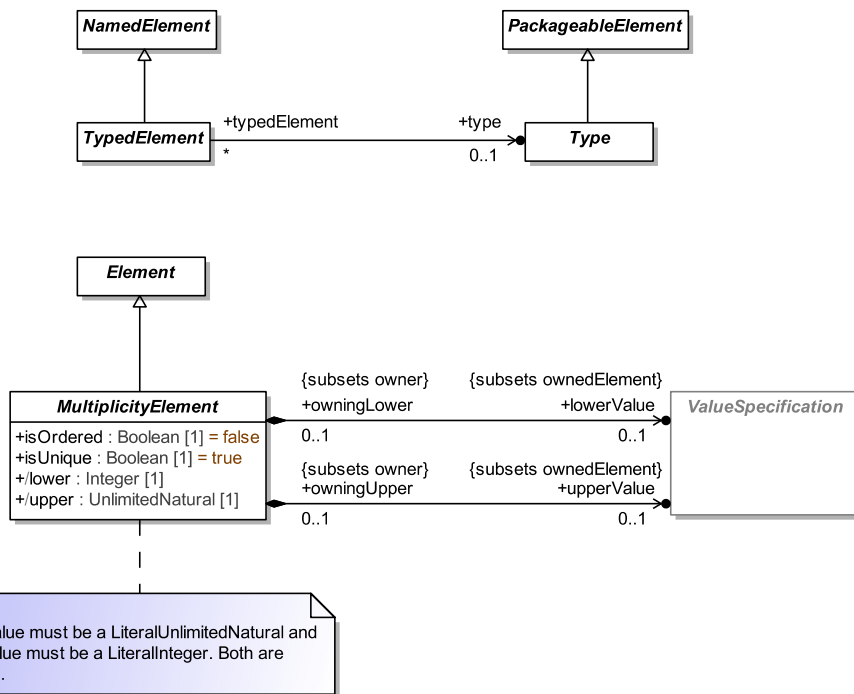 NamedElement
PackageableElement
TypedElement
+typedElement
+type
*
0..1
Type
Element
MultiplicityElement
+isOrdered : Boolean [1] = false
+isUnique : Boolean [1] = true
+/lower : Integer [1]
+/upper : UnlimitedNatural [1]
{subsets owner}
{subsets ownedElement}
+owningLower
+lowerValue
0..1
0..1
{subsets owner}
{subsets ownedElement}
+owningUpper
+upperValue
0..1
0..1
ValueSpecification
must be a LiteralUnlimitedNatural and
must be a LiteralInteger. Both are
.